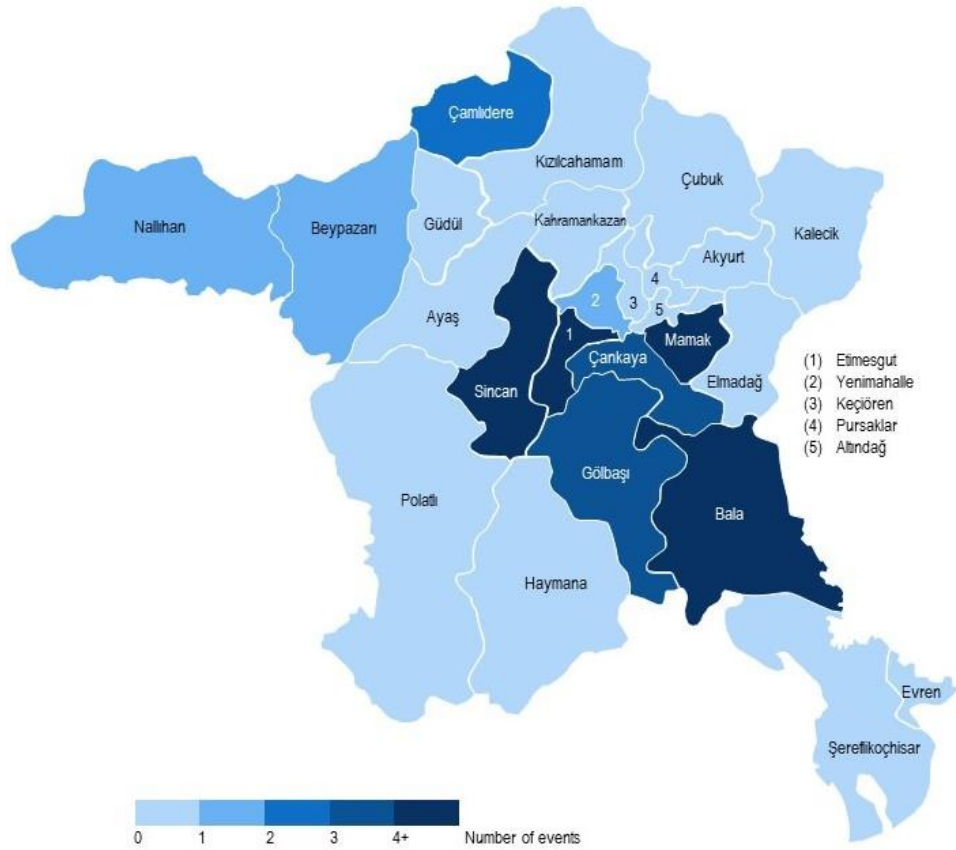 Çamlıdere
Kızılcahamam
Çubuk
Nallıhan
Beypazarı
Güdül
Kahramankazan
Kalecik
Akyurt
4
2
3
5
Ayaş
1
Mamak
Çankaya
Sincan
Elmadağ
(1) Etimesgut
(2) Yenimahalle
(3) Keçiören
(4) Pursaklar
(5) Altındağ
Gölbaşı
Polatlı
Bala
Haymana
Evren
Şereflikoçhisar
0 1 2 3 4+ Number of events